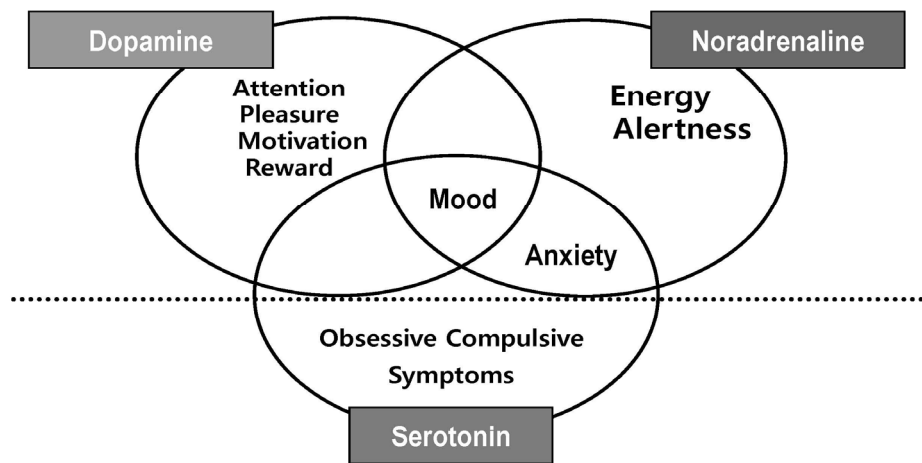 Dopamine
Noradrenaline
Attention
Pleasure
Motivation
Reward
Energy
Alertness
Mood
Anxiety
Obsessive Compulsive
Symptoms
Serotonin